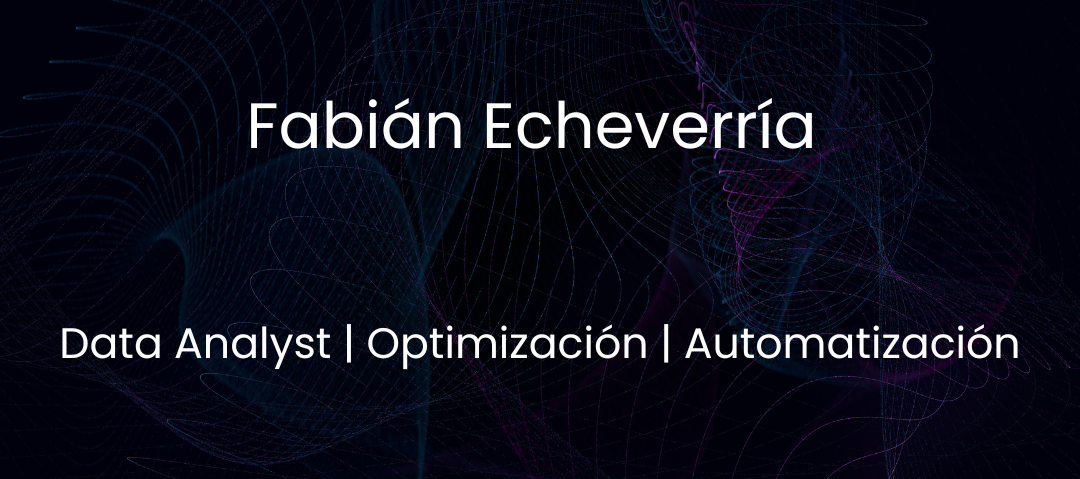 Fabián Echeverría
Data Analyst | Optimización | Automatización